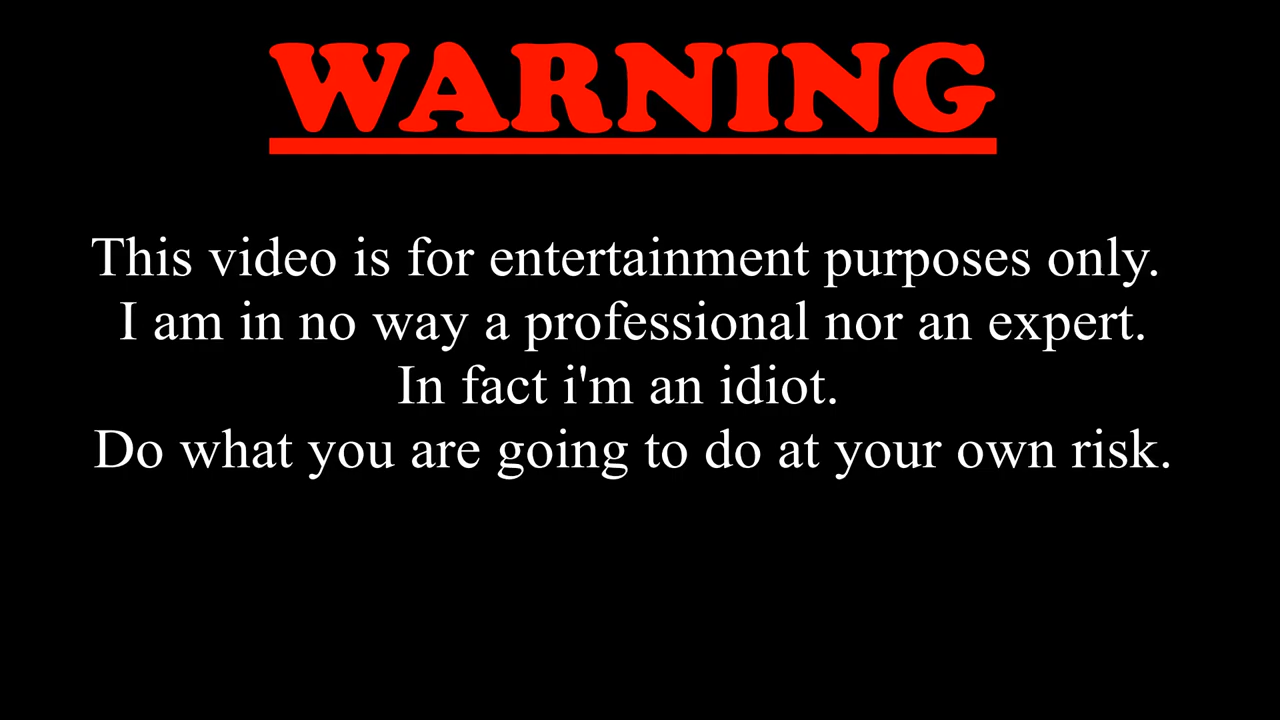 WARNING
This video is for entertainment purposes only.
I am in no way a professional nor an expert.
In fact i'm an idiot.
Do what you are going to do at your own risk.